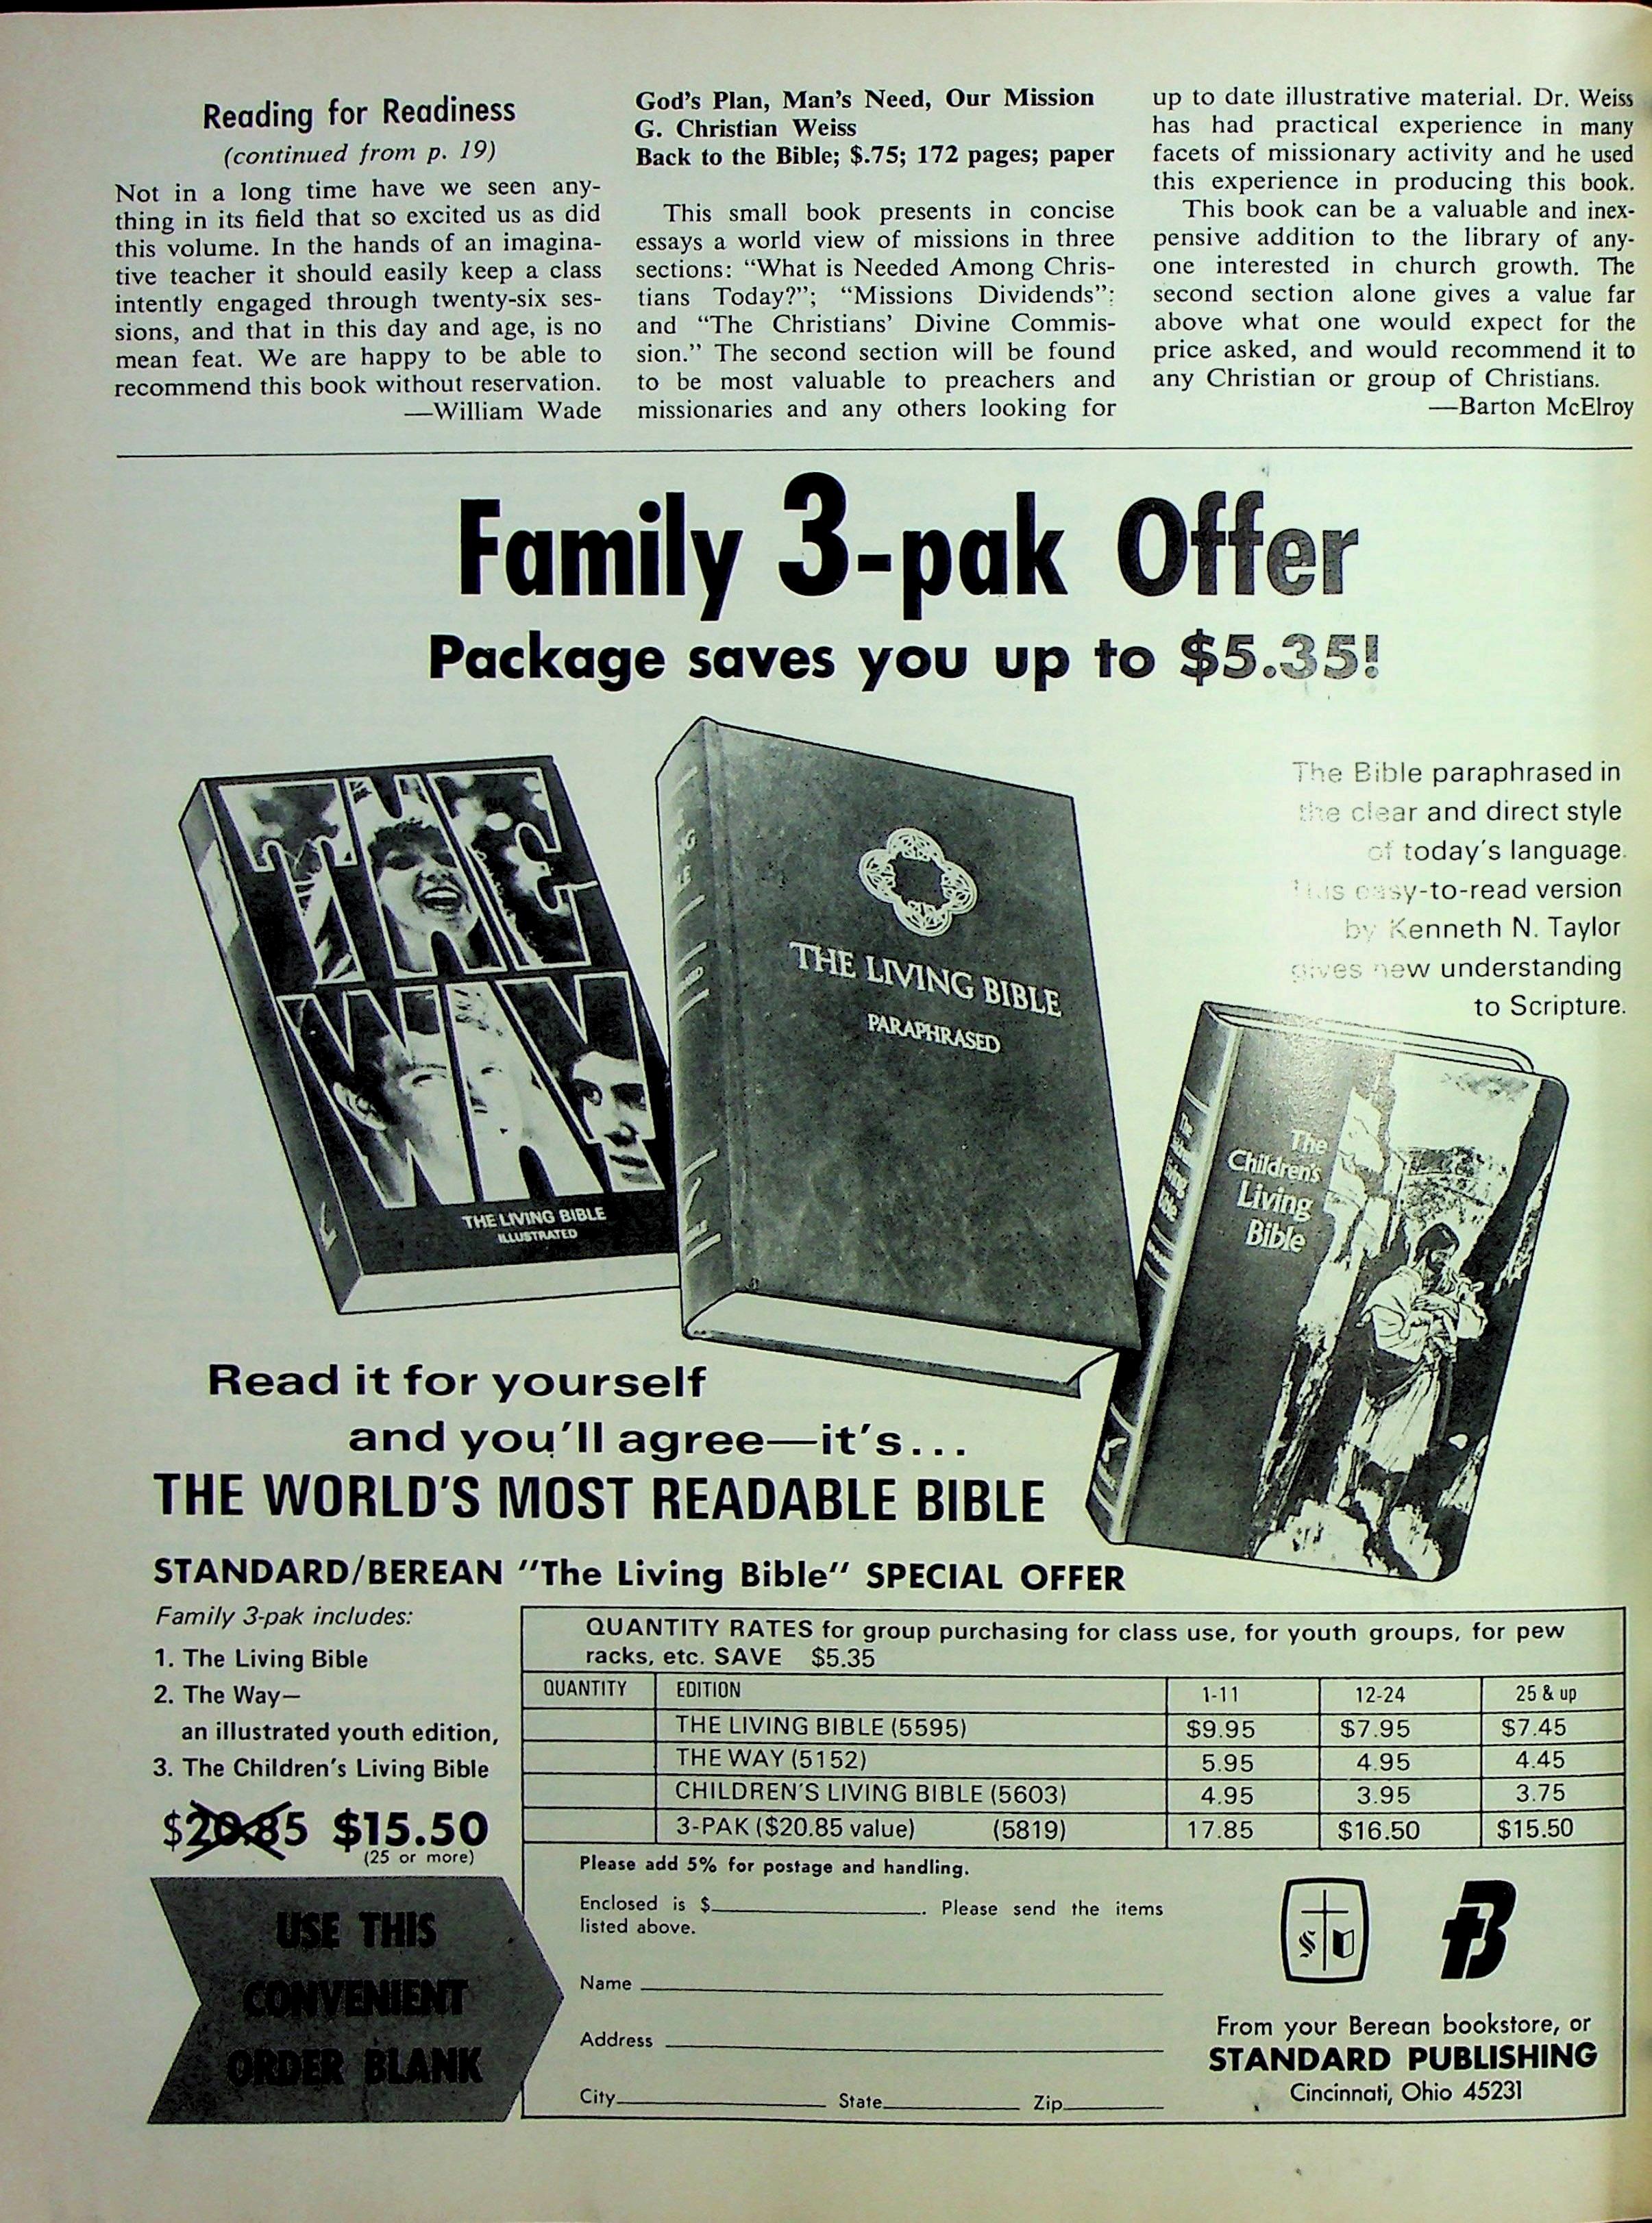 Reading for Readiness
(continued from p. 19)
Not in a long time have we seen any-
thing in its field that so excited us as did
this volume. In the hands of an imagina-
tive teacher it should easily keep a class
intently engaged through twenty-six ses-
sions, and that in this day and age, is no
mean feat. We are happy to be able to
recommend this book without reservation.
—William Wade
God's Plan, Man's Need, Our Mission
G. Christian Weiss
Back to the Bible; $.75; 172 pages; paper
This small book presents in concise
essays a world view of missions in three
sections: "What is Needed Among Chris-
tians Today?"; "Missions Dividends";
and "The Christians' Divine Commis-
sion." The second section will be found
to be most valuable to preachers and
missionaries and any others looking for
up to date illustrative material. Dr. Weiss
has had practical experience in many
facets of missionary activity and he used
this experience in producing this book.
This book can be a valuable and inex-
pensive addition to the library of any-
one interested in church growth. The
second section alone gives a value far
above what one would expect for the
price asked, and would recommend it to
any Christian or group of Christians.
—Barton McElroy
Family 3-pak Offer
Package saves you up to $5.35!
The Bible paraphrased in
the clear and direct style
of today's language.
This easy-to-read version
by Kenneth N. Taylor
gives new understanding
to Scripture.
THE
WAY
THE LIVING BIBLE
ILLUSTRATED
THE LIVING BIBLE
PARAPHRASED
The
Children's
Living
Bible
Read it for yourself
and you'll agree—it's...
THE WORLD'S MOST READABLE BIBLE
STANDARD/BEREAN "The Living Bible" SPECIAL OFFER
Family 3-pak includes:
1. The Living Bible
2. The Way—
an illustrated youth edition,
3. The Children's Living Bible
$20.85 $15.50
(25 or more)
USE THIS
CONVENIENT
ORDER BLANK
QUANTITY RATES for group purchasing for class use, for youth groups, for pew
racks, etc. SAVE $5.35
QUANTITY EDITION 1-11 12-24 25 & up
THE LIVING BIBLE (5595) $9.95 $7.95 $7.45
THE WAY (5152) 5.95 4.95 4.45
CHILDREN'S LIVING BIBLE (5603) 4.95 3.95 3.75
3-PAK ($20.85 value) (5819) 17.85 $16.50 $15.50
Please add 5% for postage and handling.
Enclosed is $ . Please send the items
listed above.
Name
Address
City State Zip
From your Berean bookstore, or
STANDARD PUBLISHING
Cincinnati, Ohio 45231